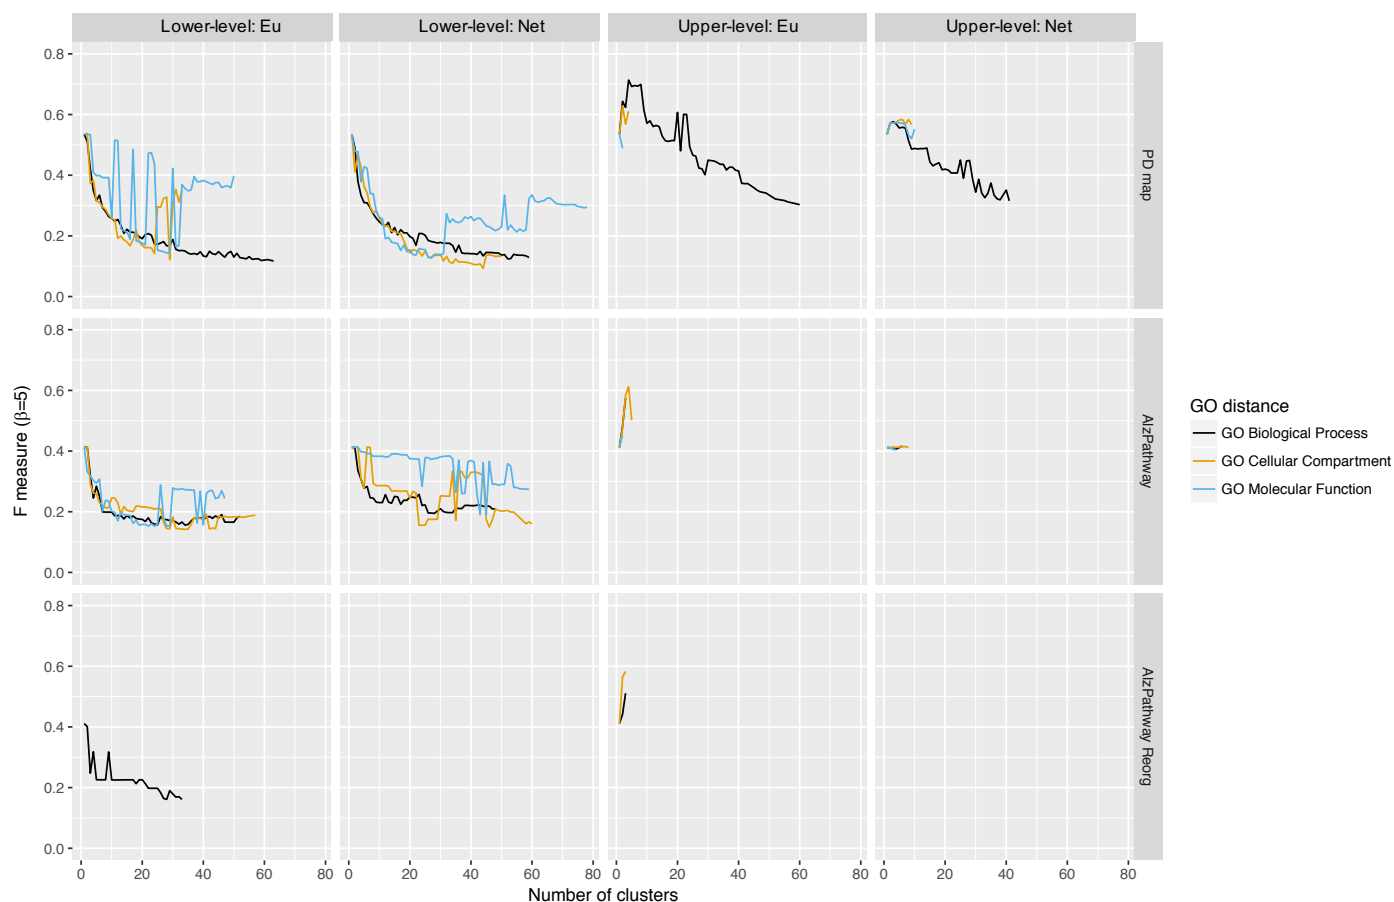 Lower-level: Eu
Lower-level: Net
Upper-level: Eu
Upper-level: Net
0.8
0.6
0.4
0.2
0.0
PD map
0.8
0.6
0.4
0.2
0.0
AlzPathway
0.8
0.6
0.4
0.2
0.0
AlzPathway Reorg
0 20 40 60 80
0 20 40 60 80
0 20 40 60 80
0 20 40 60 80
Number of clusters
F measure (β=5)
GO distance
GO Biological Process
GO Cellular Compartment
GO Molecular Function